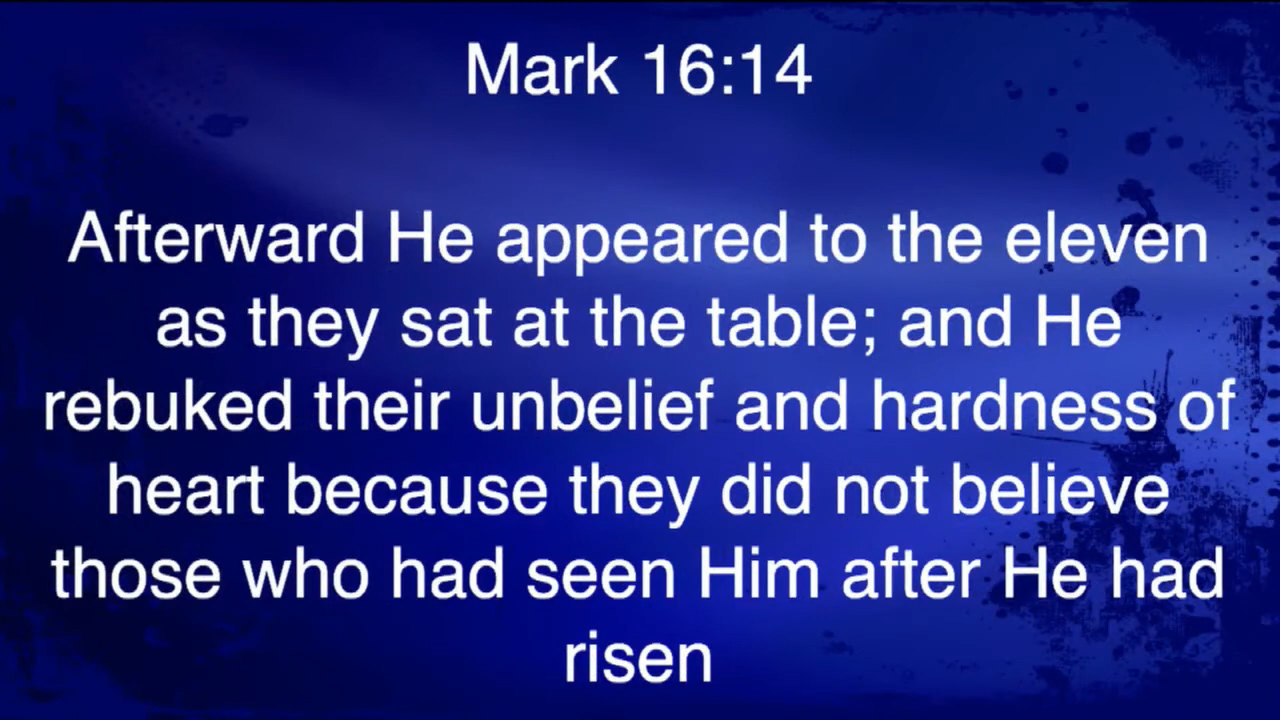 Mark 16:14
Afterward He appeared to the eleven
as they sat at the table; and He
rebuked their unbelief and hardness of
heart because they did not believe
those who had seen Him after He had
risen